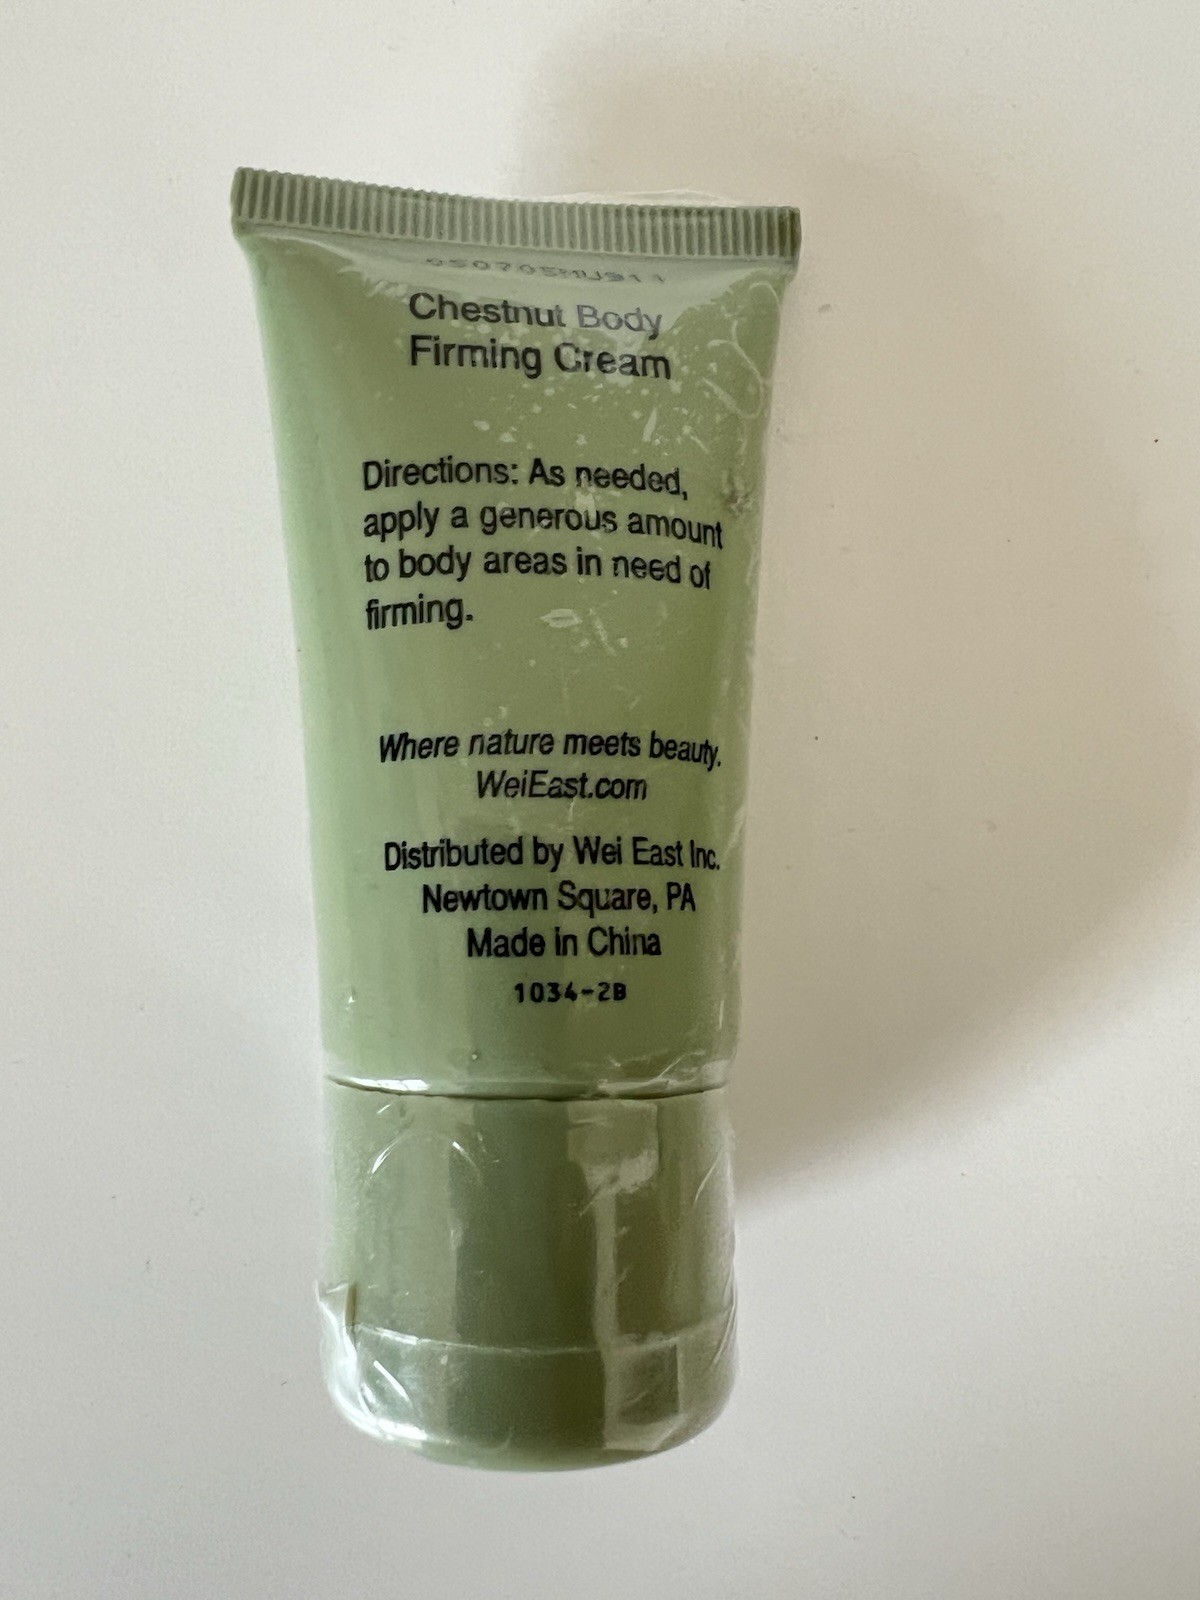 Chestnut Body
Firming Cream
Directions: As needed,
apply a generous amount
to body areas in need of
firming.
Where nature meets beauty.
WeiEast.com
Distributed by Wei East Inc.
Newtown Square, PA
Made in China
1034-2B